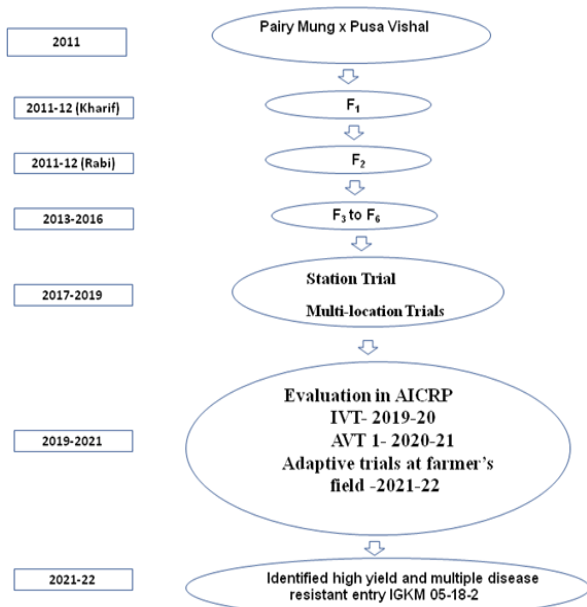 2011
Pairy Mung x Pusa Vishal
2011-12 (Kharif)
F₁
2011-12 (Rabi)
F₂
2013-2016
F₃ to F₆
2017-2019
Station Trial
Multi-location Trials
2019-2021
Evaluation in AICRP
IVT- 2019-20
AVT 1- 2020-21
Adaptive trials at farmer's
field -2021-22
2021-22
Identified high yield and multiple disease
resistant entry IGKM 05-18-2